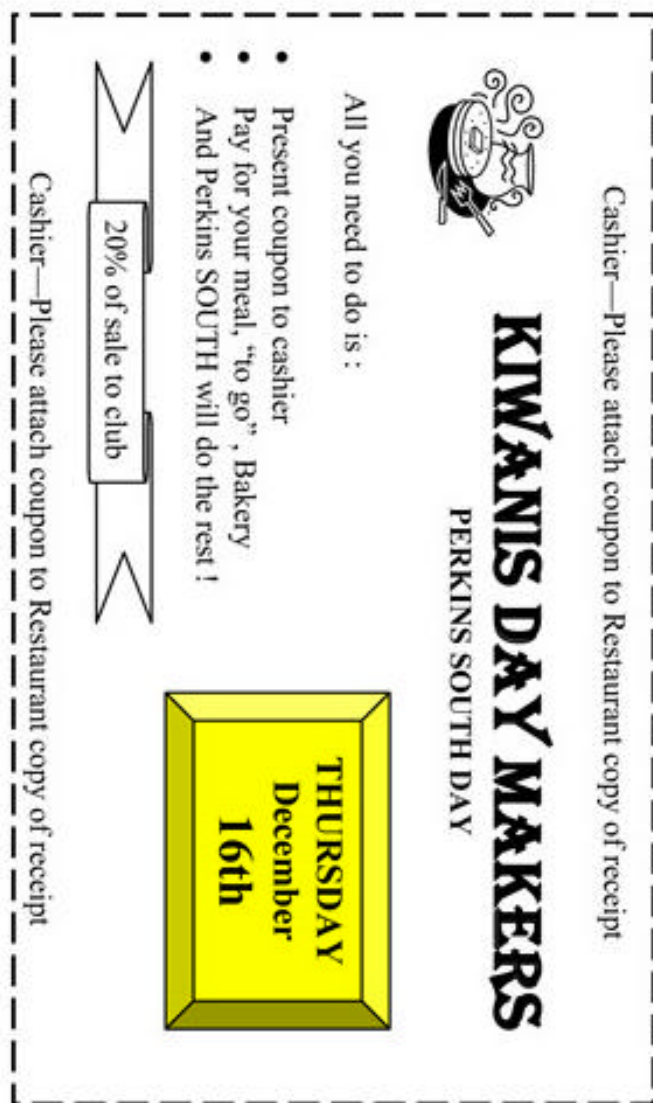 Cashier—Please attach coupon to Restaurant copy of receipt
KIWANIS DAY MAKERS
PERKINS SOUTH DAY
All you need to do is :
• Present coupon to cashier
• Pay for your meal, “to go” , Bakery
• And Perkins SOUTH will do the rest !
THURSDAY
December
16th
20% of sale to club
Cashier—Please attach coupon to Restaurant copy of receipt